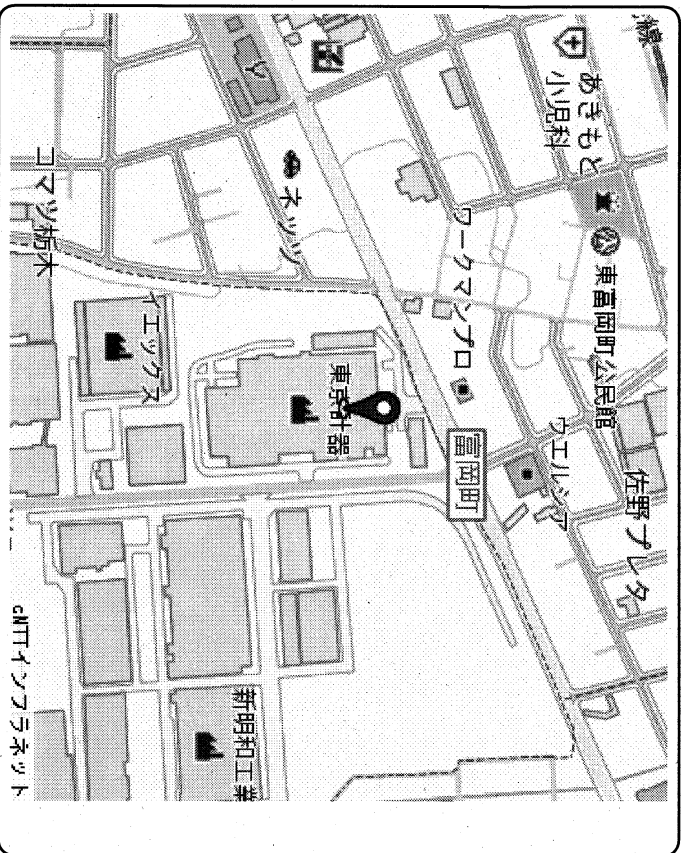 線
あきもと
小児科
東富岡町公民館
佐野プレタ
ワークマンプロ
ウエルシア
富岡町
ネッツ
東京計器
イエックス
新明和工業
コマツ栃木
cNTTインフラネット